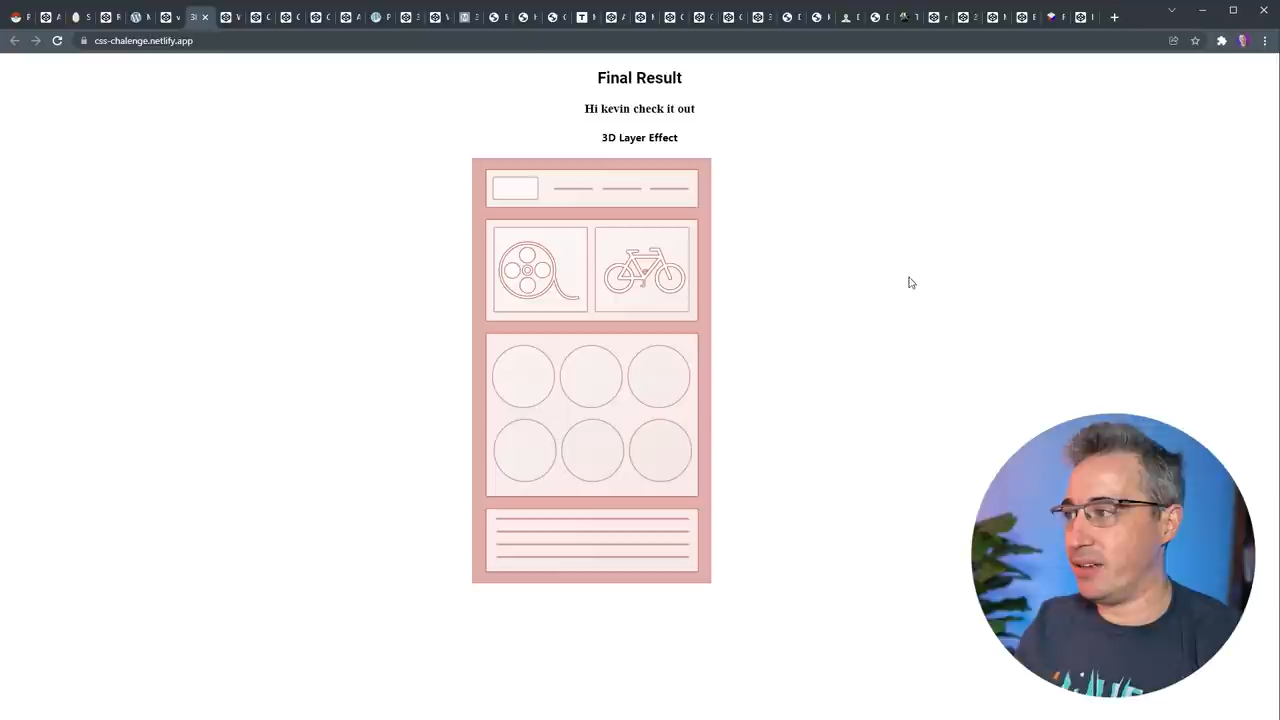 css-chalenge.netlify.app
Final Result
Hi kevin check it out
3D Layer Effect